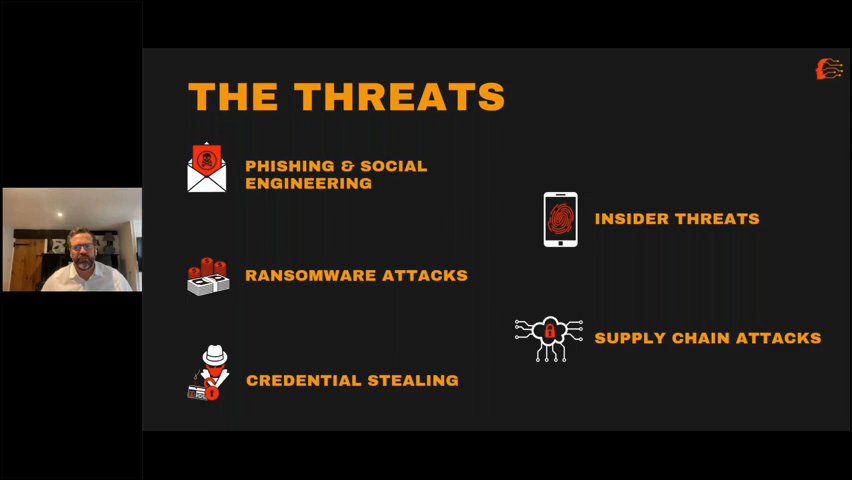 THE THREATS
PHISHING & SOCIAL
ENGINEERING
RANSOMWARE ATTACKS
CREDENTIAL STEALING
INSIDER THREATS
SUPPLY CHAIN ATTACKS